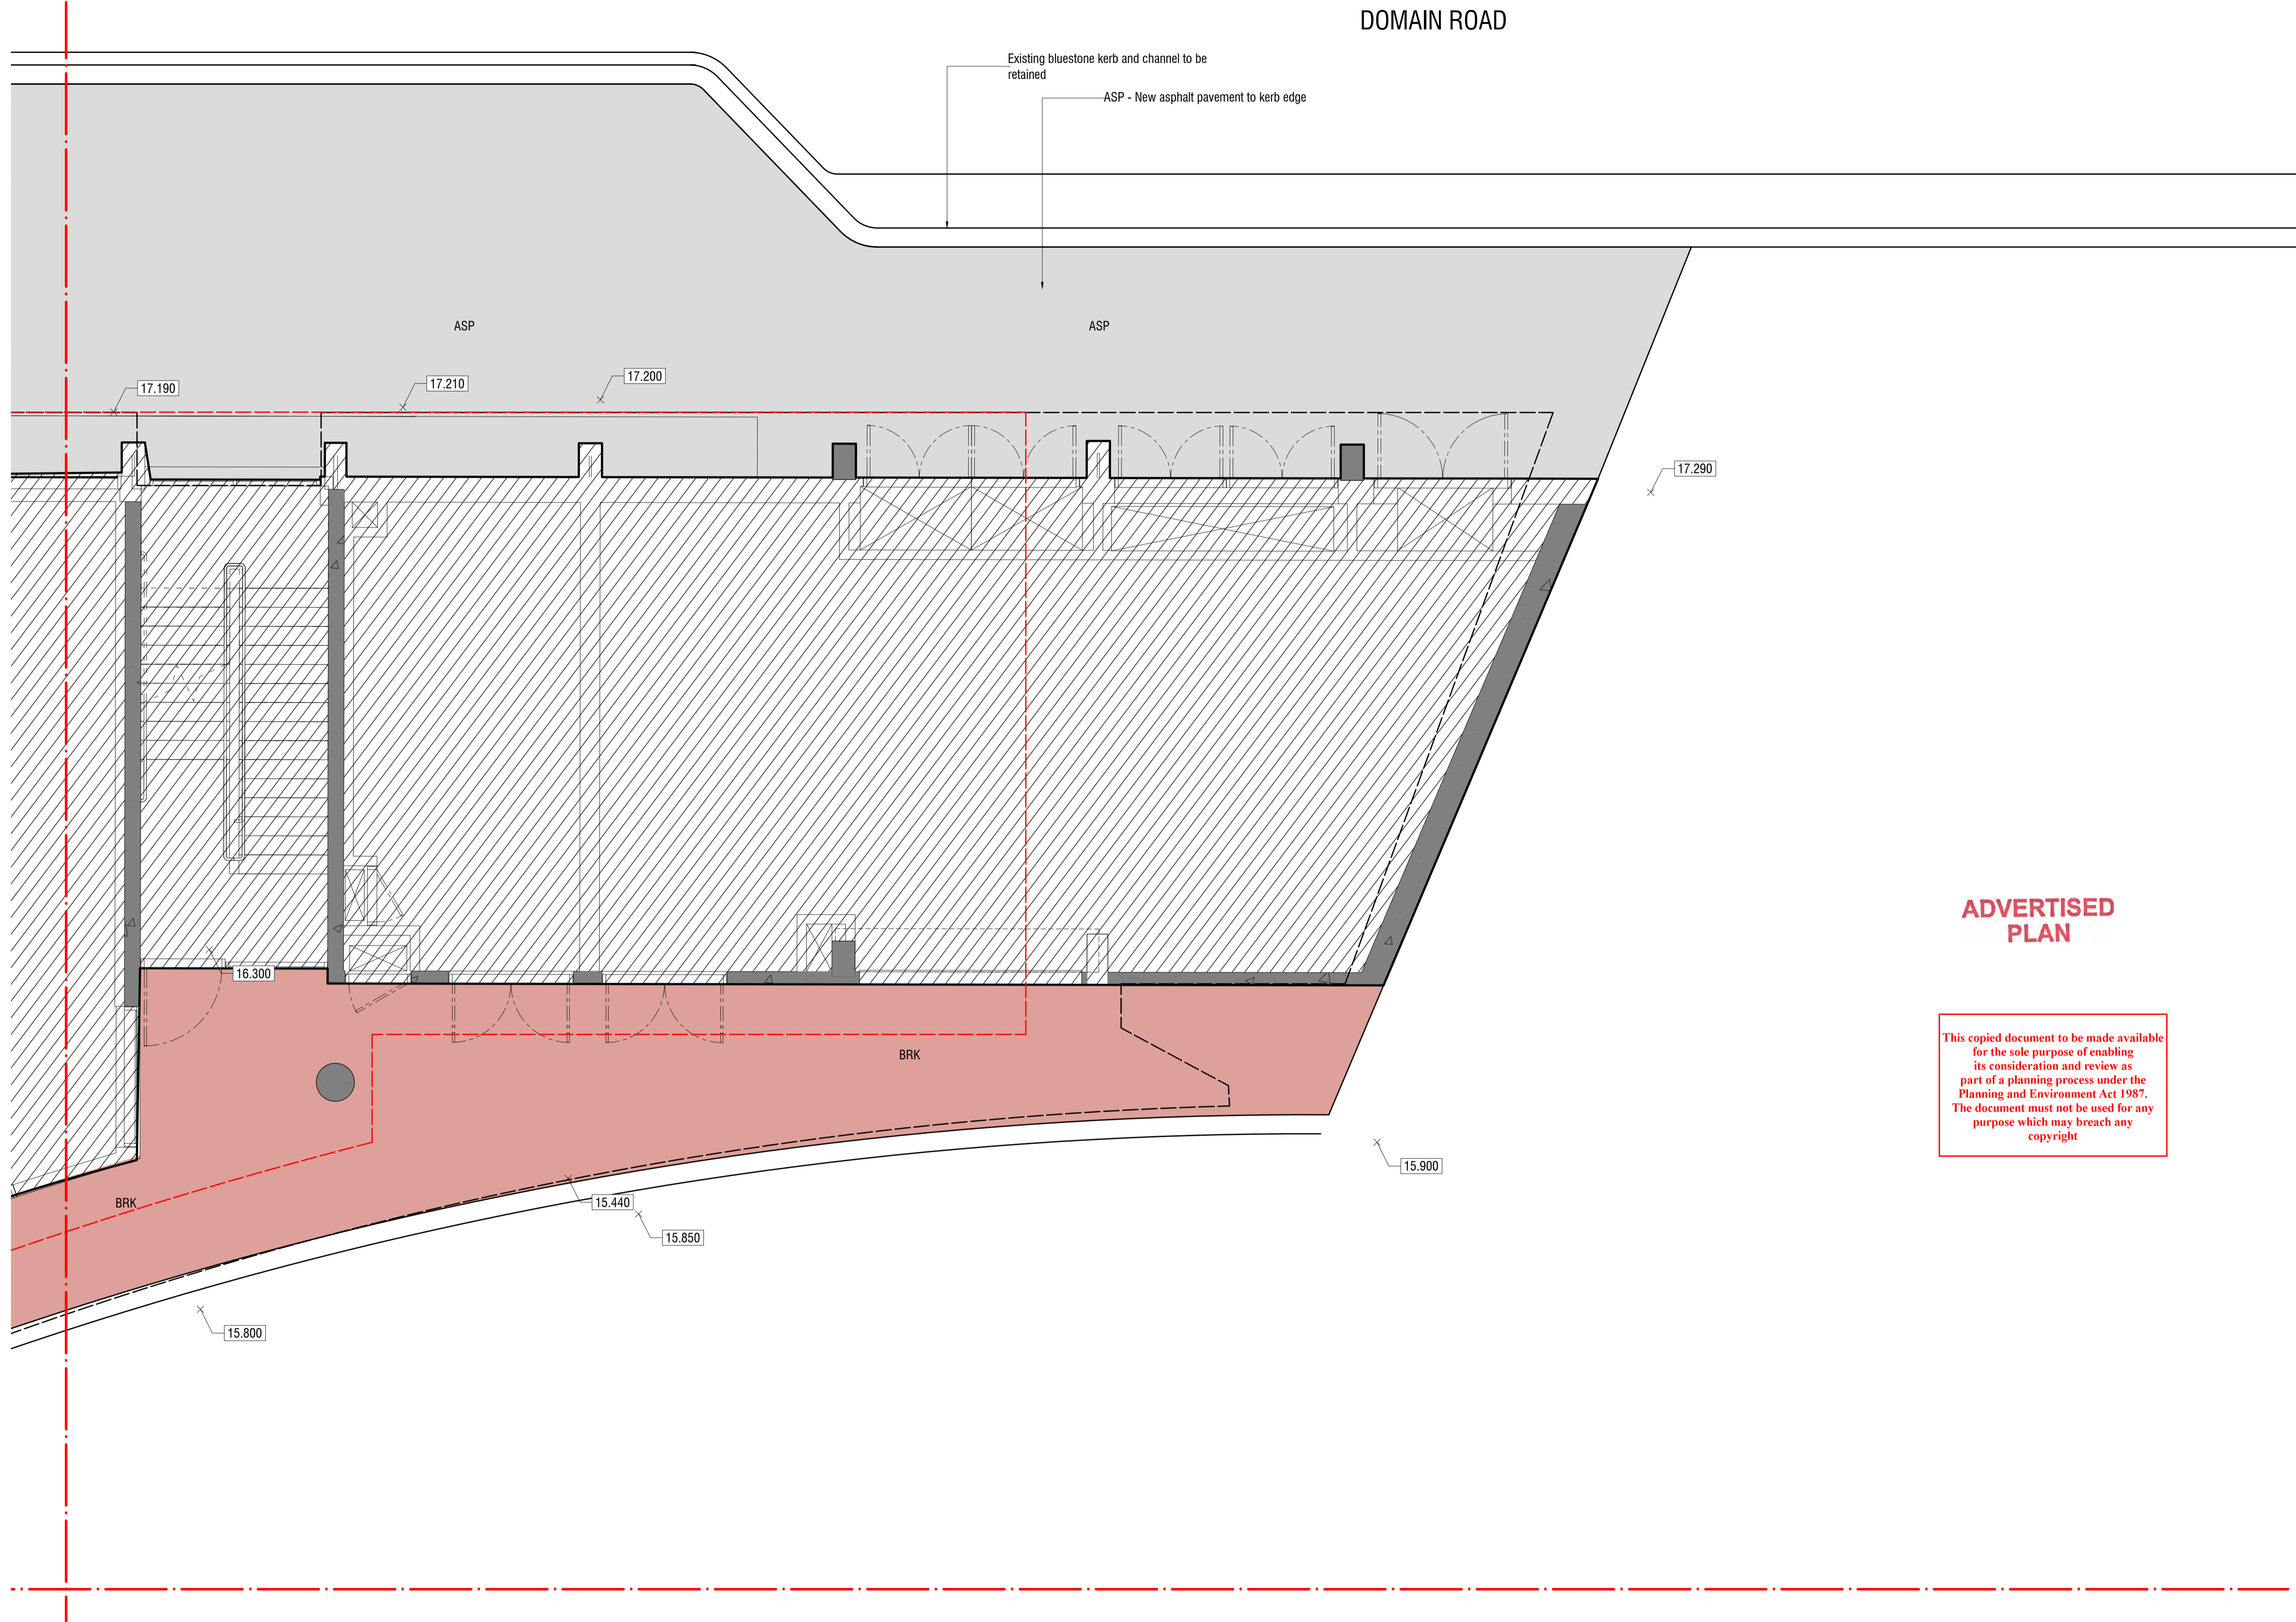 DOMAIN ROAD
Existing bluestone kerb and channel to be
retained
ASP - New asphalt pavement to kerb edge
ASP
ASP
17.190
17.210
17.200
17.290
16.300
BRK
BRK
15.440
15.850
15.900
15.800
ADVERTISED
PLAN
This copied document to be made available
for the sole purpose of enabling
its consideration and review as
part of a planning process under the
Planning and Environment Act 1987.
The document must not be used for any
purpose which may breach any
copyright